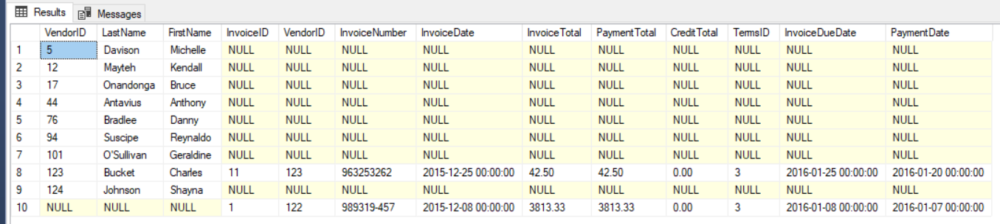 Results Messages
VendorID LastName FirstName InvoiceID VendorID InvoiceNumber InvoiceDate InvoiceTotal PaymentTotal CreditTotal TermsID InvoiceDueDate PaymentDate
1 5 Davison Michelle NULL NULL NULL NULL NULL NULL NULL NULL NULL NULL
2 12 Mayteh Kendall NULL NULL NULL NULL NULL NULL NULL NULL NULL NULL
3 17 Onandonga Bruce NULL NULL NULL NULL NULL NULL NULL NULL NULL NULL
4 44 Antavius Anthony NULL NULL NULL NULL NULL NULL NULL NULL NULL NULL
5 76 Bradlee Danny NULL NULL NULL NULL NULL NULL NULL NULL NULL NULL
6 94 Suscipe Reynaldo NULL NULL NULL NULL NULL NULL NULL NULL NULL NULL
7 101 O'Sullivan Geraldine NULL NULL NULL NULL NULL NULL NULL NULL NULL NULL
8 123 Bucket Charles 11 123 963253262 2015-12-25 00:00:00 42.50 42.50 0.00 3 2016-01-25 00:00:00 2016-01-20 00:00:00
9 124 Johnson Shayna NULL NULL NULL NULL NULL NULL NULL NULL NULL NULL
10 NULL NULL NULL 1 122 989319-457 2015-12-08 00:00:00 3813.33 3813.33 0.00 3 2016-01-08 00:00:00 2016-01-07 00:00:00